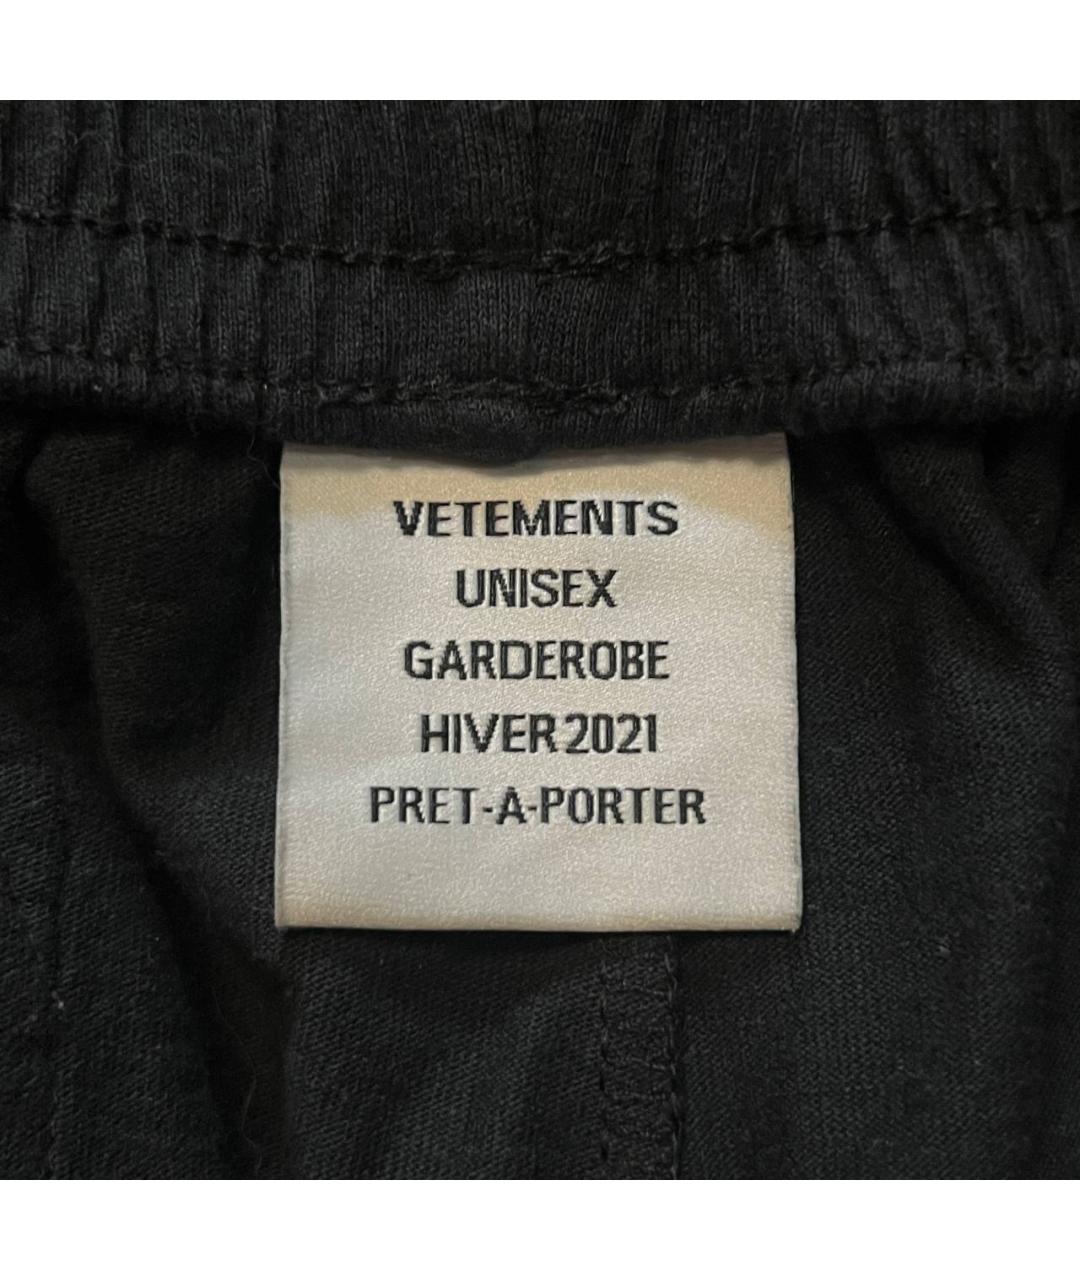 VETEMENTS
UNISEX
GARDEROBE
HIVER 2021
PRET-A-PORTER